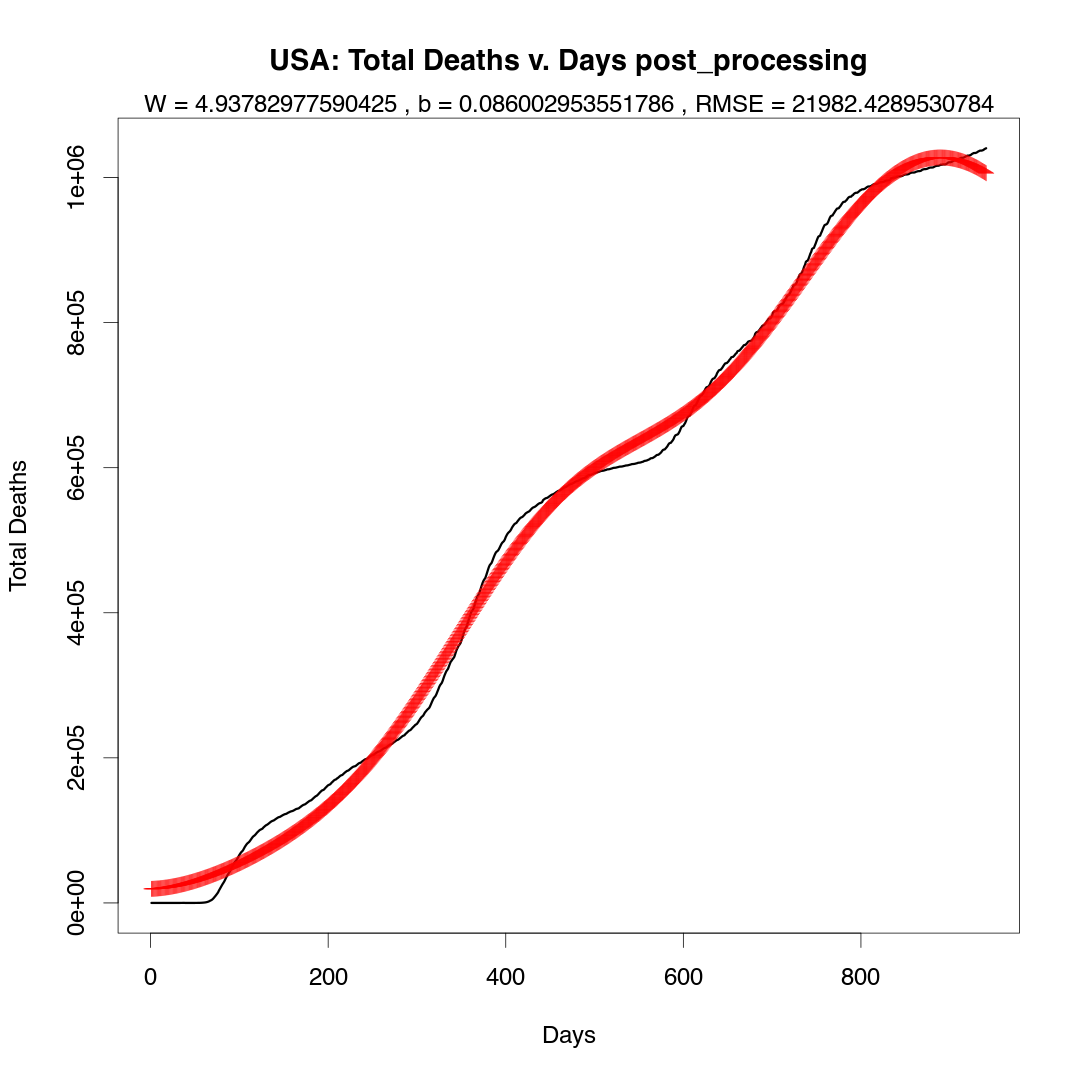 USA: Total Deaths v. Days post_processing
W = 4.93782977590425 , b = 0.086002953551786 , RMSE = 21982.4289530784
Total Deaths
1e+06
8e+05
6e+05
4e+05
2e+05
0e+00
0 200 400 600 800
Days